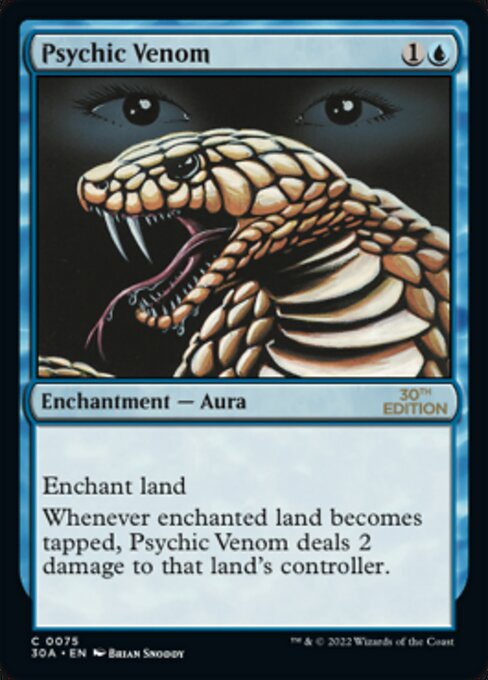 Psychic Venom 1
Enchantment — Aura
30TH
EDITION
Enchant land
Whenever enchanted land becomes
tapped, Psychic Venom deals 2
damage to that land's controller.
C 0075
30A • EN Brian Snoddy
™ & © 2022 Wizards of the Coast